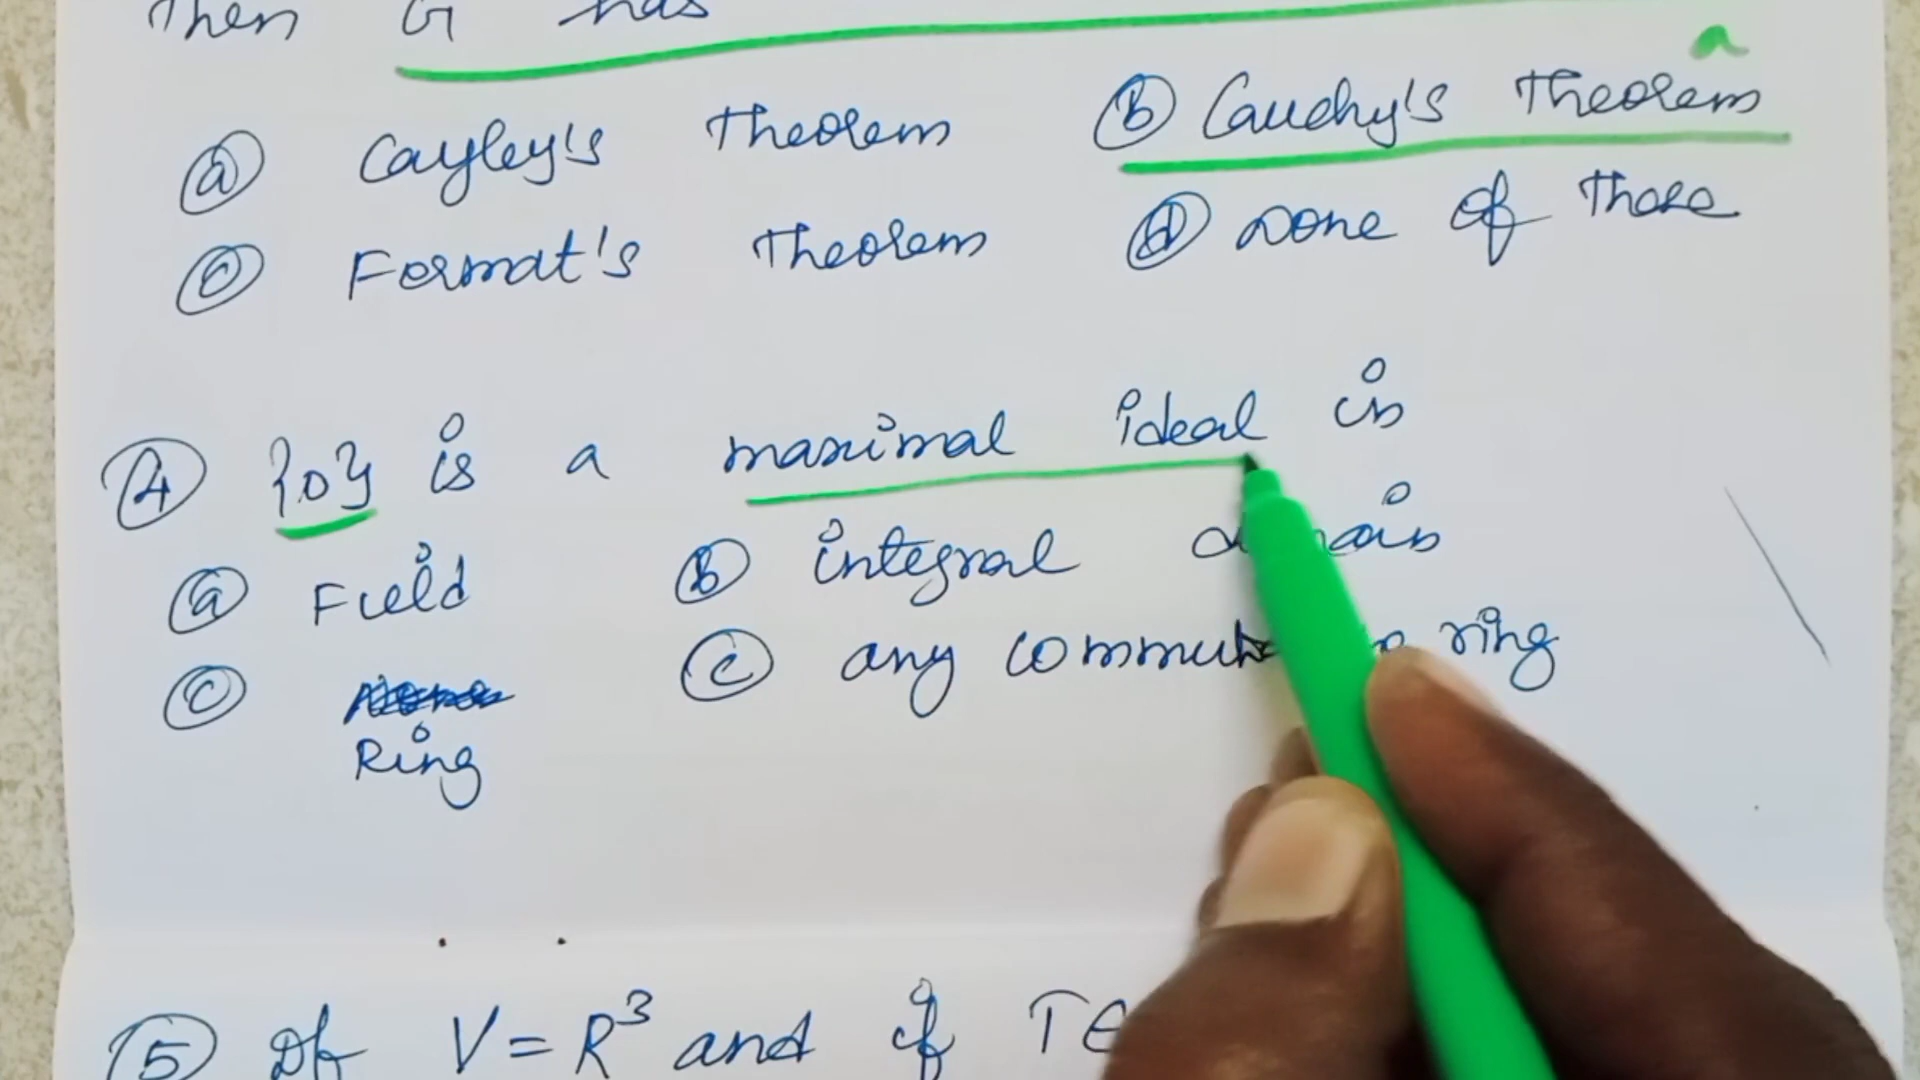 Then G has
a
ⓐ Cayley's Theorem ⓑ Cauchy's Theorem
ⓒ Fermat's Theorem ⓓ None of These
④ {0} is a maximal ideal in
ⓐ Field ⓑ integral
ⓒ ⓒ any ring
Ring
⑤ If V = R³ and if T